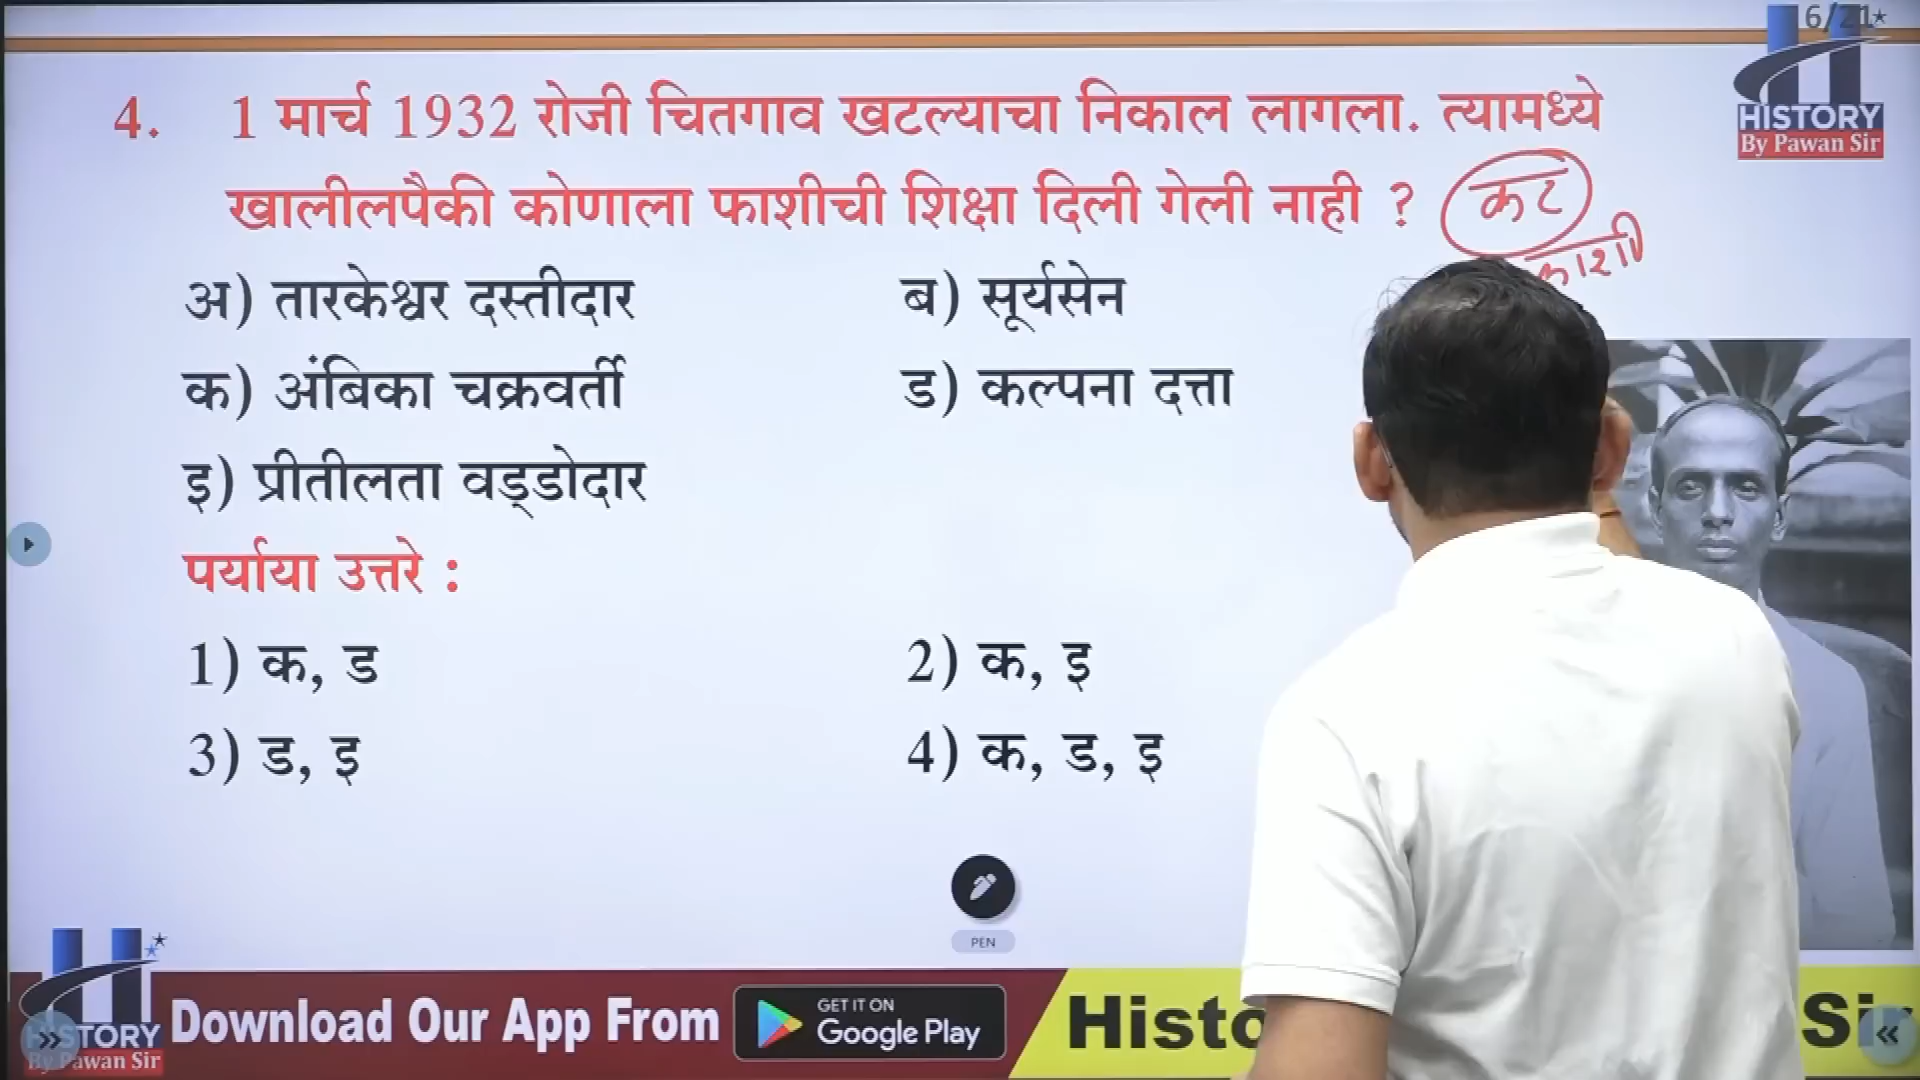 6/21
HISTORY
By Pawan Sir
4. 1 मार्च 1932 रोजी चितगाव खटल्याचा निकाल लागला. त्यामध्ये
खालीलपैकी कोणाला फाशीची शिक्षा दिली गेली नाही ? कट
अ) तारकेश्वर दस्तीदार ब) सूर्यसेन
क) अंबिका चक्रवर्ती ड) कल्पना दत्ता
इ) प्रीतीलता वड्डोदार
पर्याया उत्तरे :
1) क, ड 2) क, इ
3) ड, इ 4) क, ड, इ
PEN
HISTORY
By Pawan Sir
Download Our App From
GET IT ON
Google Play